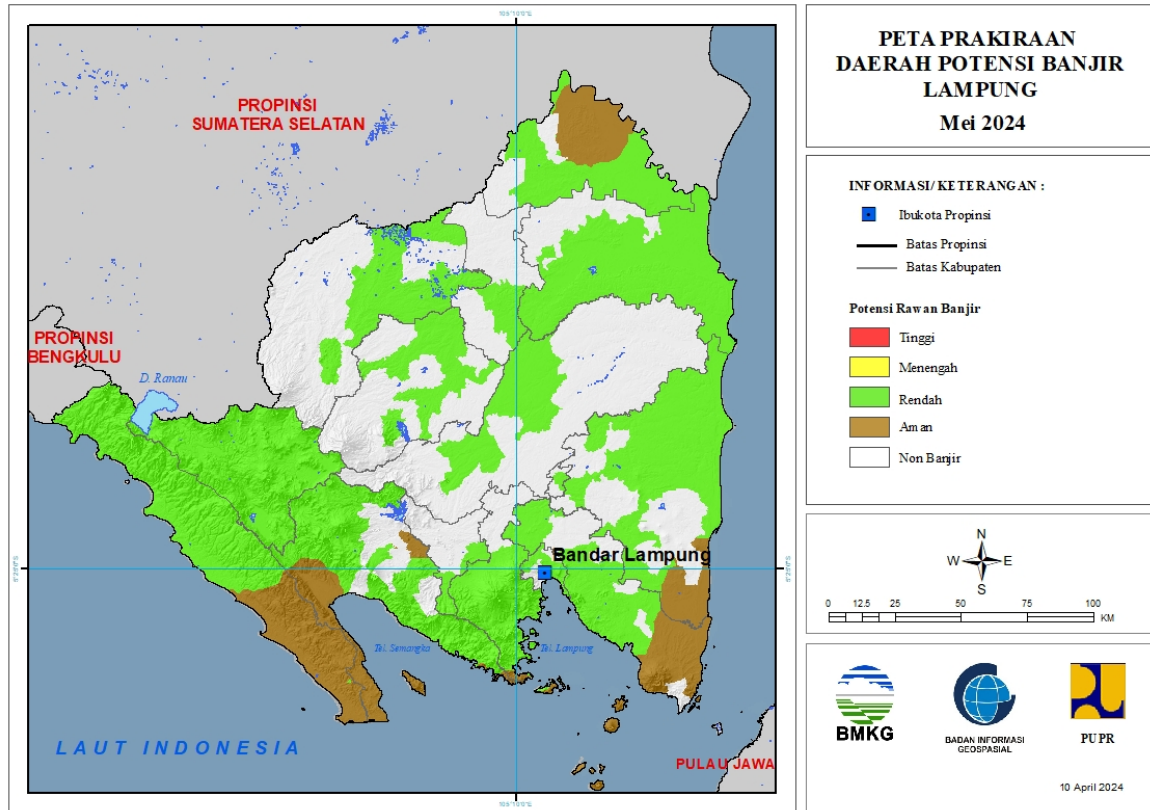 PROPINSI
SUMATERA SELATAN
PROPINSI
BENGKULU
D. Ranau
Bandar Lampung
Tel. Semangka
Tel. Lampung
LAUT INDONESIA
PULAU JAWA
PETA PRAKIRAAN
DAERAH POTENSI BANJIR
LAMPUNG
Mei 2024
INFORMASI/KETERANGAN :
Ibukota Propinsi
Batas Propinsi
Batas Kabupaten
Potensi Rawan Banjir
Tinggi
Menengah
Rendah
Aman
Non Banjir
N
W E
S
0 12.5 25 50 75 100
KM
BMKG
BADAN INFORMASI
GEOSPASIAL
PUPR
10 April 2024